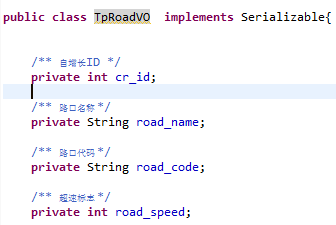 public class TpRoadVO  implements Serializable{
/** 自增长ID */
private int cr_id;
/** 路口名称*/
private String road_name;
/** 路口代码*/
private String road_code;
/** 超速标志*/
private int road_speed;